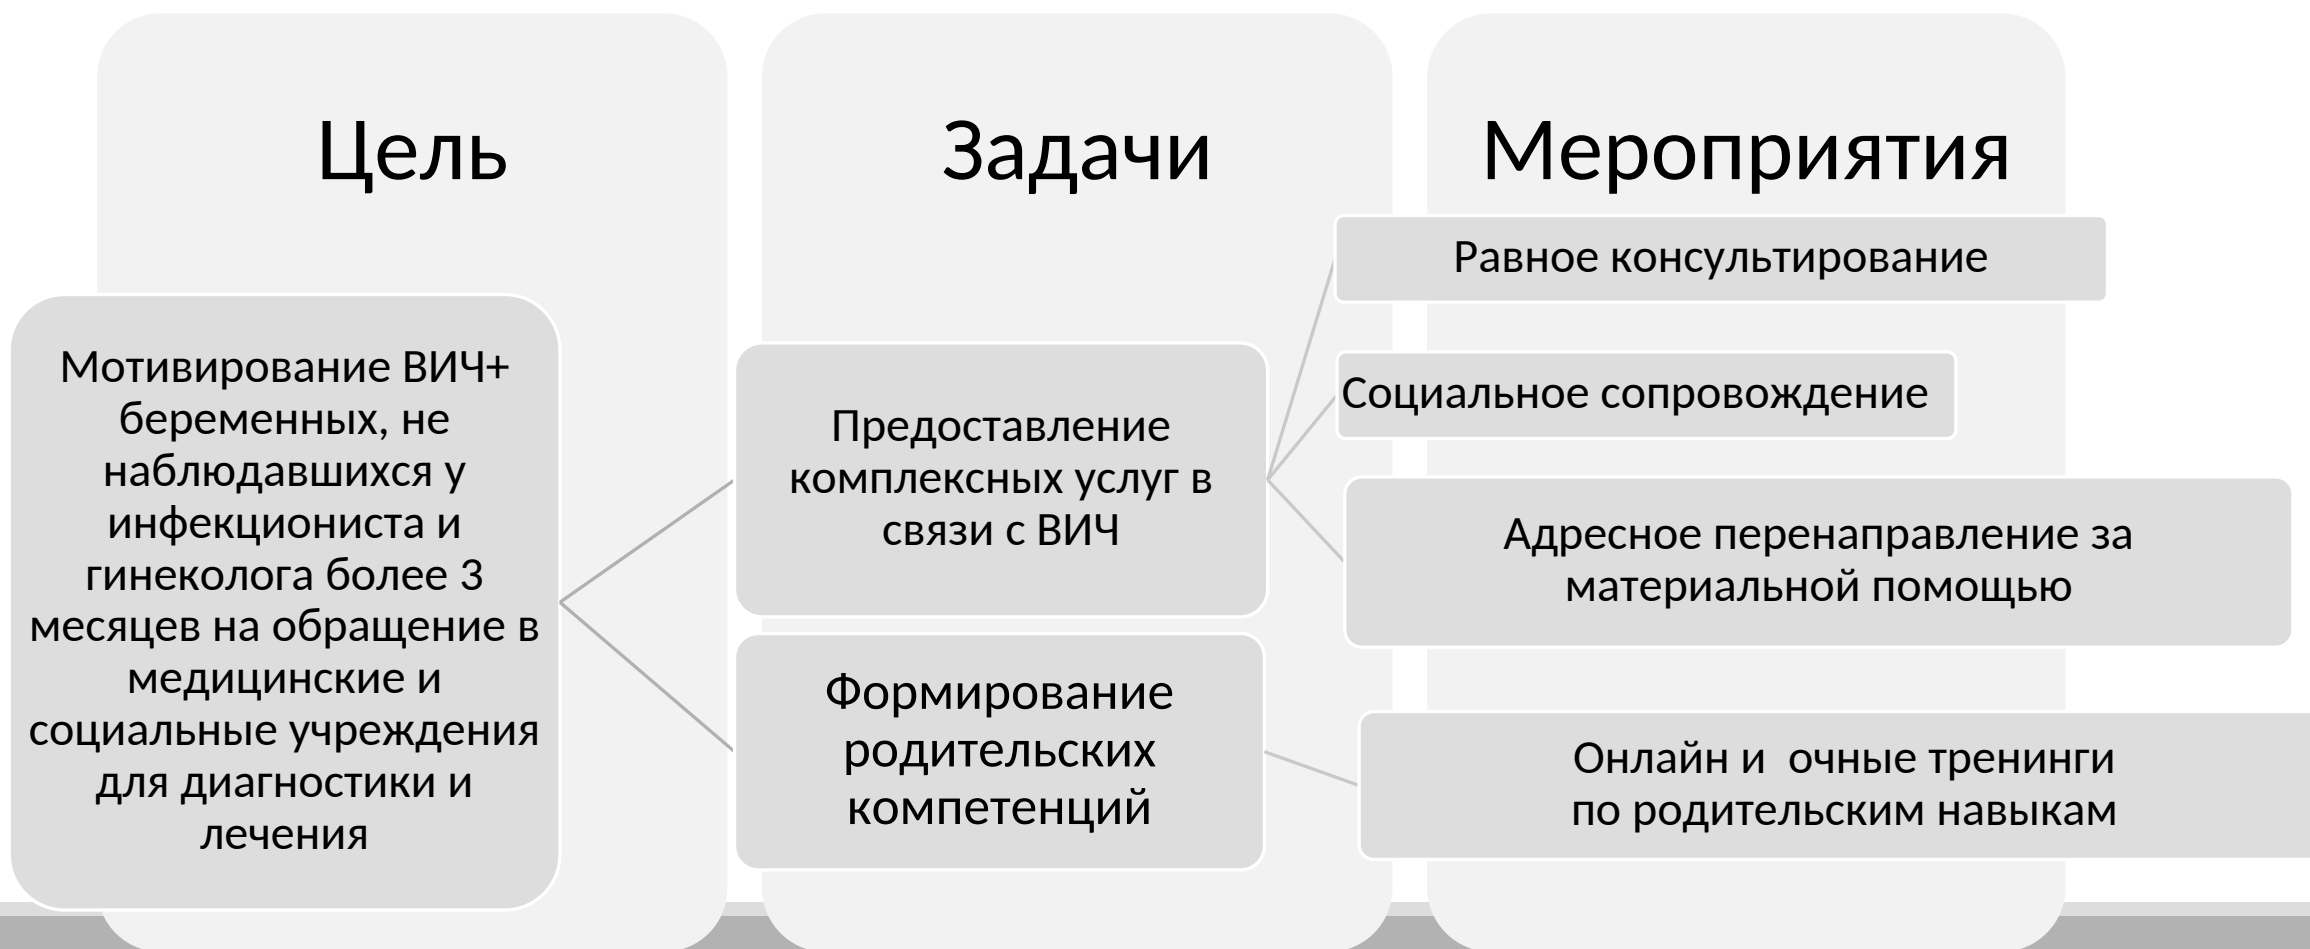 Цель
Мотивирование ВИЧ+
беременных, не
наблюдавшихся у
инфекциониста и
гинеколога более 3
месяцев на обращение в
медицинские и
социальные учреждения
для диагностики и
лечения
Задачи
Предоставление
комплексных услуг в
связи с ВИЧ
Формирование
родительских
компетенций
Мероприятия
Равное консультирование
Социальное сопровождение
Адресное перенаправление за
материальной помощью
Онлайн и  очные тренинги
по родительским навыкам